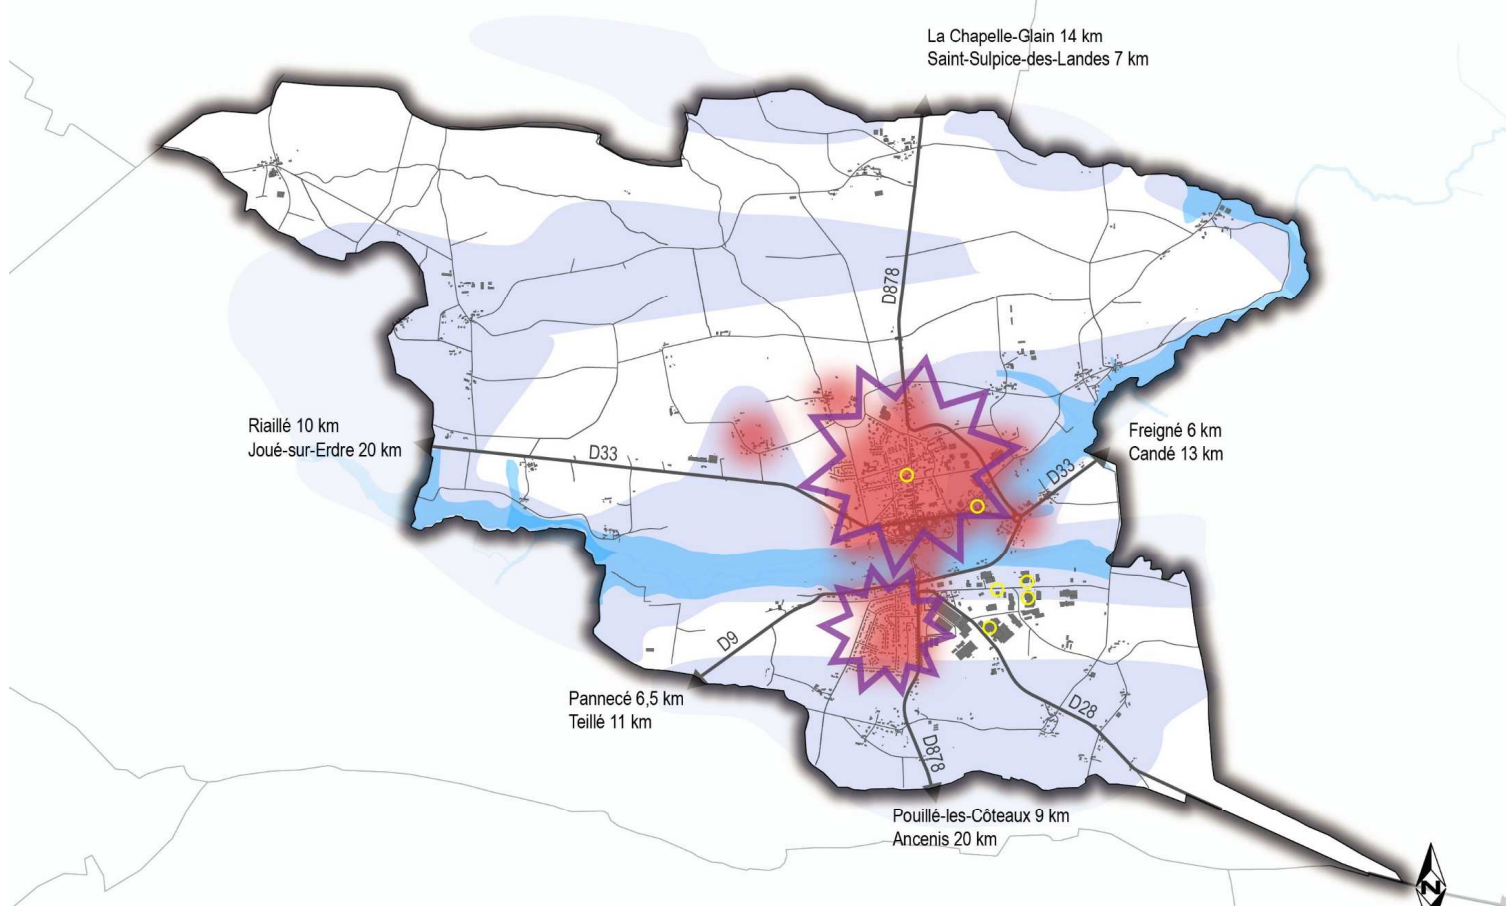 La Chapelle-Glain 14 km
Saint-Sulpice-des-Landes 7 km
D878
Riaillé 10 km
Joué-sur-Erdre 20 km
D33
Freigné 6 km
Candé 13 km
D33
D9
Pannecé 6,5 km
Teillé 11 km
D28
D878
Pouillé-les-Côteaux 9 km
Ancenis 20 km
N